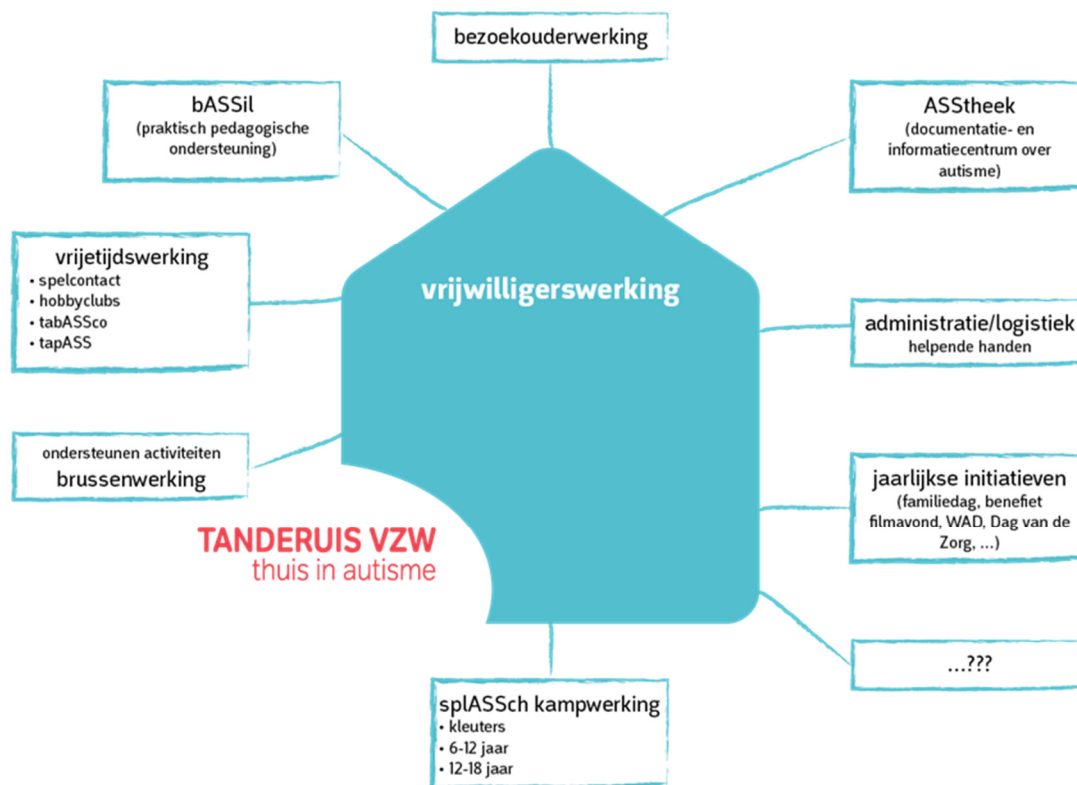 bezoekouderwerking
bASSil
(praktisch pedagogische
ondersteuning)
ASStheek
(documentatie- en
informatiecentrum over
autisme)
vrijetijdswerking
• spelcontact
• hobbyclubs
• tabASSco
• tapASS
vrijwilligerswerking
administratie/logistiek
helpende handen
ondersteunen activiteiten
brussenwerking
jaarlijkse initiatieven
(familiedag, benefiet
filmavond, WAD, Dag van de
Zorg, ...)
TANDERUIS VZW
thuis in autisme
...???
splASSch kampwerking
• kleuters
• 6-12 jaar
• 12-18 jaar